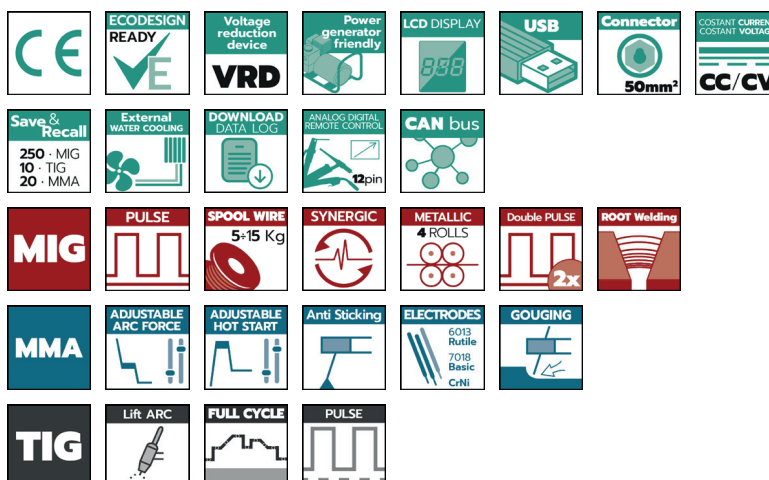 CE
ECODESIGN
READY
E
Voltage
reduction
device
VRD
Power
generator
friendly
LCD DISPLAY
888
USB
Connector
50mm²
COSTANT CURREN
COSTANT VOLTAG
CC/CV
Save &
Recall
250 · MIG
10 · TIG
20 · MMA
External
WATER COOLING
DOWNLOAD
DATA LOG
ANALOG DIGITAL
REMOTE CONTROL
12pin
CAN bus
MIG
PULSE
SPOOL WIRE
5÷15 Kg
SYNERGIC
METALLIC
4 ROLLS
Double PULSE
2x
ROOT Welding
MMA
ADJUSTABLE
ARC FORCE
ADJUSTABLE
HOT START
Anti Sticking
ELECTRODES
6013
Rutile
7018
Basic
CrNi
GOUGING
TIG
Lift ARC
FULL CYCLE
PULSE